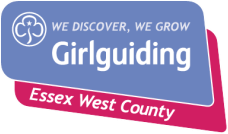 WE DISCOVER, WE GROW
Girlguiding
Essex West County